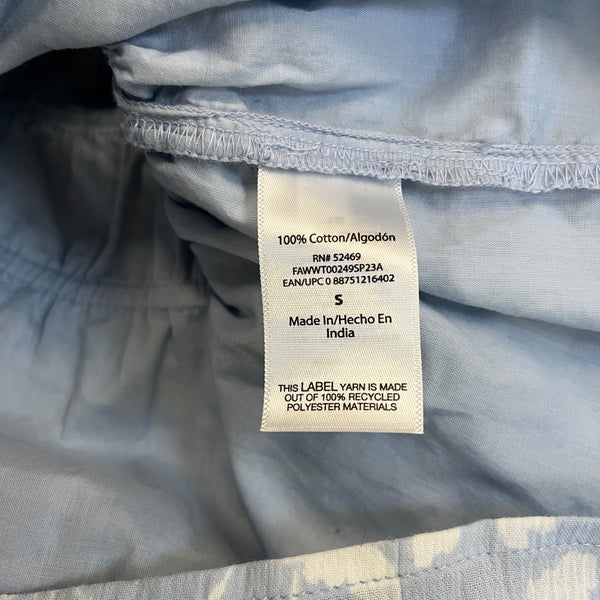 100% Cotton/Algodón
RN# 52469
FAWWT00249SP23A
EAN/UPC 0 88751216402
S
Made In/Hecho En
India
THIS LABEL YARN IS MADE
OUT OF 100% RECYCLED
POLYESTER MATERIALS